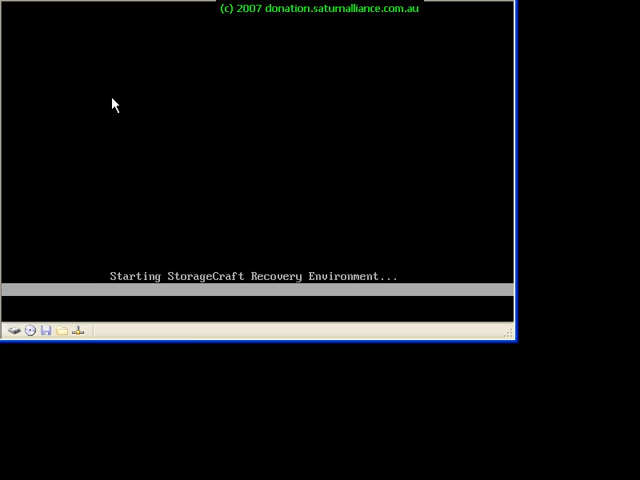 (c) 2007 donation.saturnalliance.com.au
Starting StorageCraft Recovery Environment...